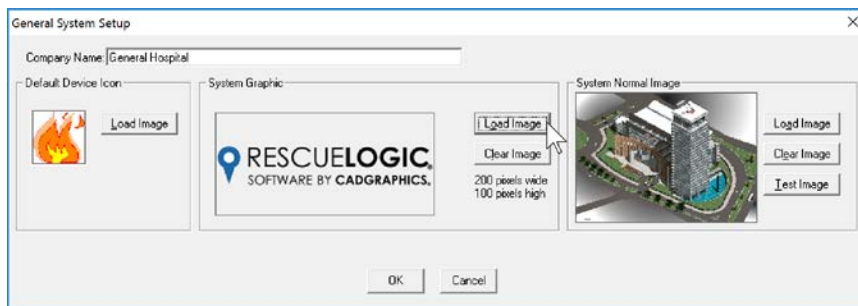 General System Setup
Company Name: General Hospital
Default Device Icon
Load Image
System Graphic
RESCUELOGIC®
SOFTWARE BY CADGRAPHICS.
Load Image
Clear Image
200 pixels wide
100 pixels high
System Normal Image
Load Image
Clear Image
Test Image
OK
Cancel